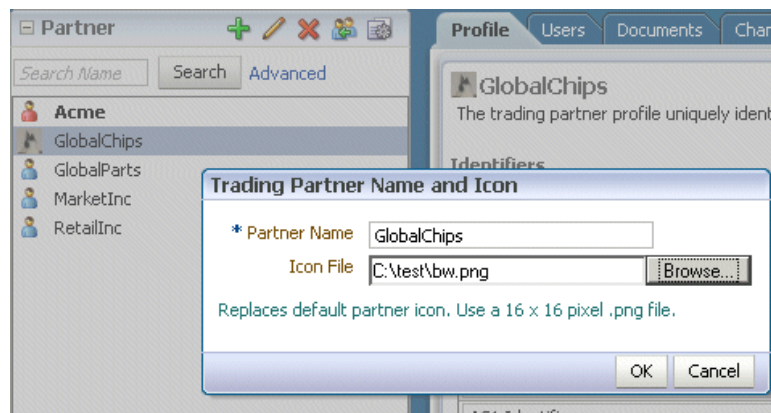 Partner
Search Name Search Advanced
Acme
GlobalChips
GlobalParts
MarketInc
RetailInc
Profile Users Documents
GlobalChips
The trading partner profile uniquely
Identifiers
Trading Partner Name and Icon
* Partner Name GlobalChips
Icon File C:\test\bw.png Browse...
Replaces default partner icon. Use a 16 x 16 pixel .png file.
OK Cancel